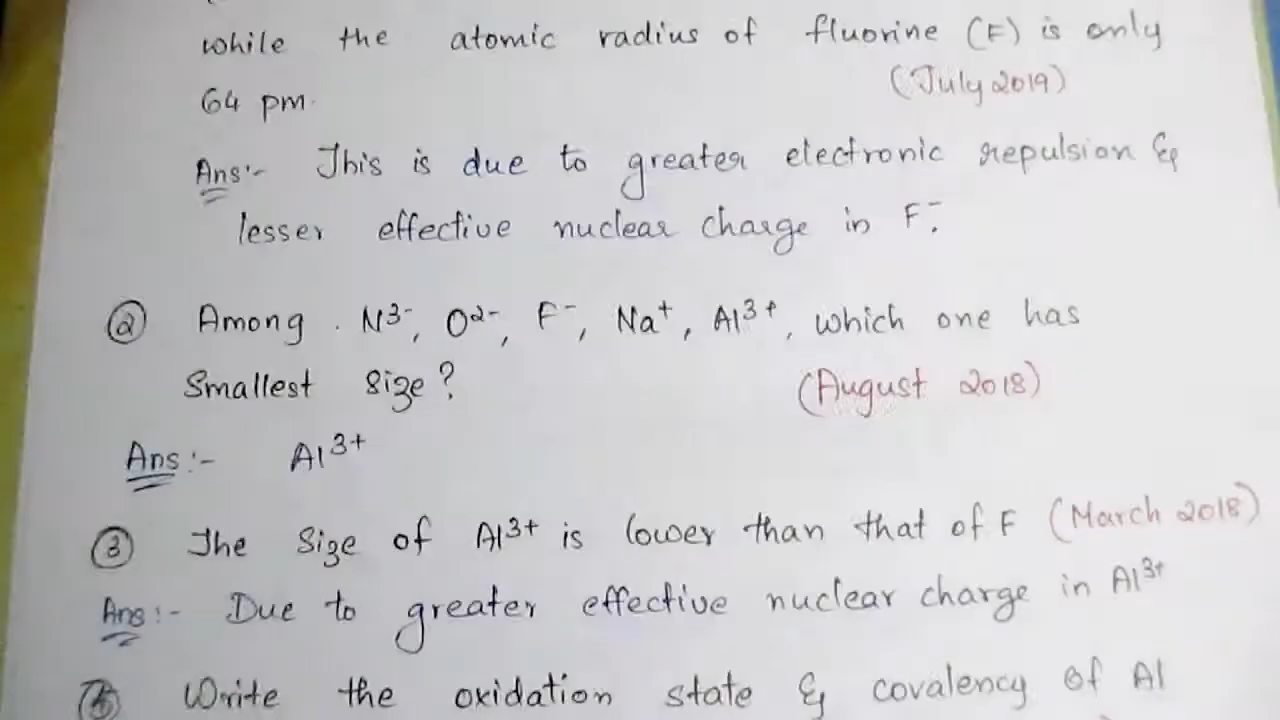 while the atomic radius of fluorine (F) is only
64 pm. (July 2019)
Ans:- This is due to greater electronic repulsion &
lesser effective nuclear charge in F⁻.
② Among . N³⁻, O²⁻, F⁻, Na⁺, Al³⁺, which one has
Smallest Size? (August 2018)
Ans:- Al³⁺
③ The Size of Al³⁺ is lower than that of F (March 2018)
Ans:- Due to greater effective nuclear charge in Al³⁺
Write the oxidation state & covalency of Al